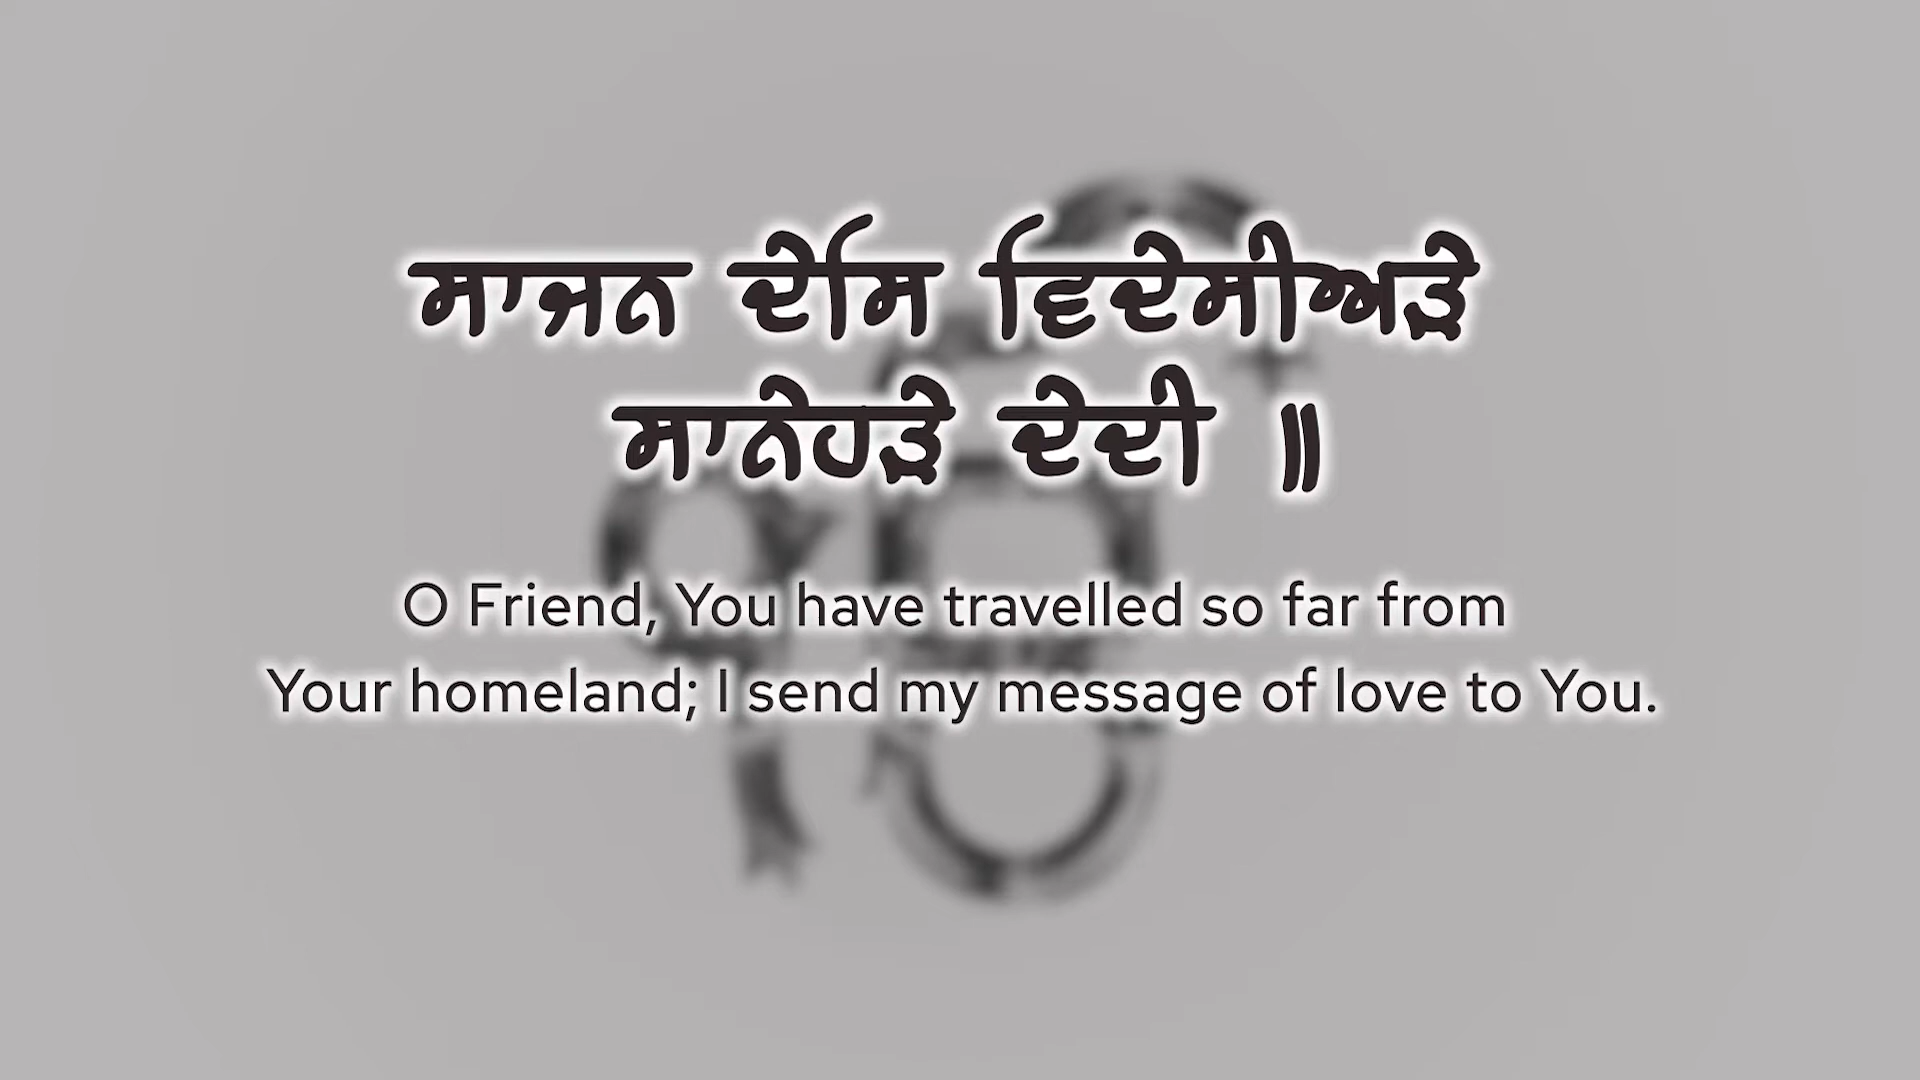 ਸਾਜਨ ਦੇਸਿ ਵਿਦੇਸੀਅੜੇ
ਸਾਨੇਹੜੇ ਦੇਦੀ ॥
O Friend, You have travelled so far from
Your homeland; I send my message of love to You.